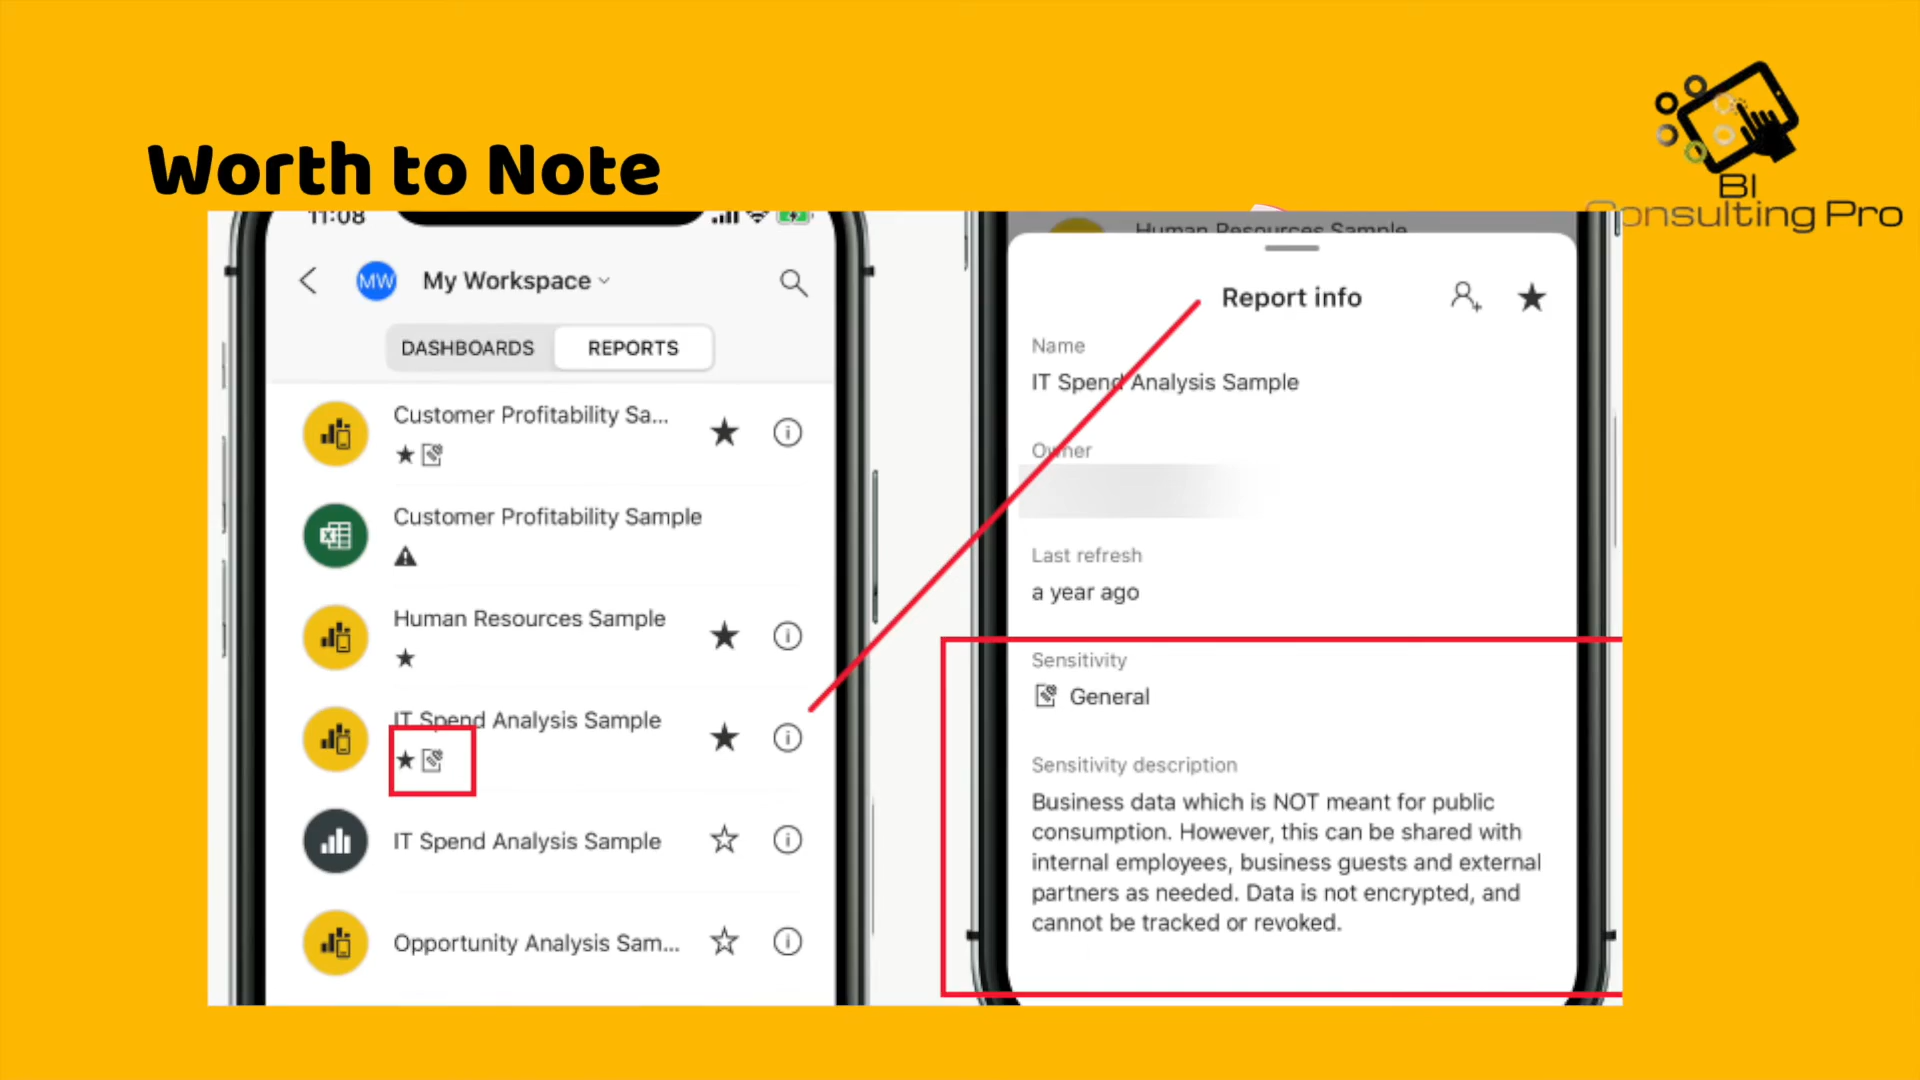 Worth to Note
BI
Consulting Pro
11:08
MW
My Workspace
DASHBOARDS
REPORTS
Customer Profitability Sa...
Customer Profitability Sample
Human Resources Sample
IT Spend Analysis Sample
IT Spend Analysis Sample
Opportunity Analysis Sam...
Human Resources Sample
Report info
Name
IT Spend Analysis Sample
Owner
Last refresh
a year ago
Sensitivity
General
Sensitivity description
Business data which is NOT meant for public
consumption. However, this can be shared with
internal employees, business guests and external
partners as needed. Data is not encrypted, and
cannot be tracked or revoked.